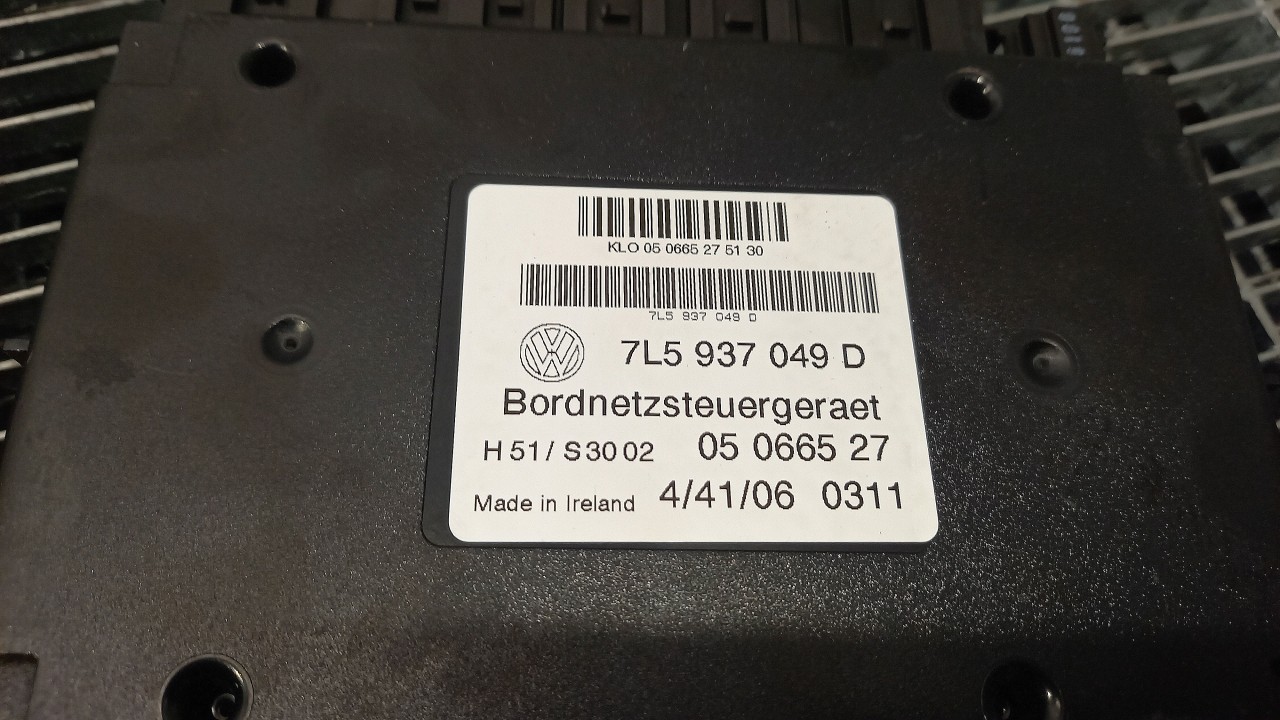 KLO 05 0665 27 51 30
7L5 937 049 D
7L5 937 049 D
Bordnetzsteuergeraet
H 51/ S30 02 05 0665 27
Made in Ireland 4/41/06 0311